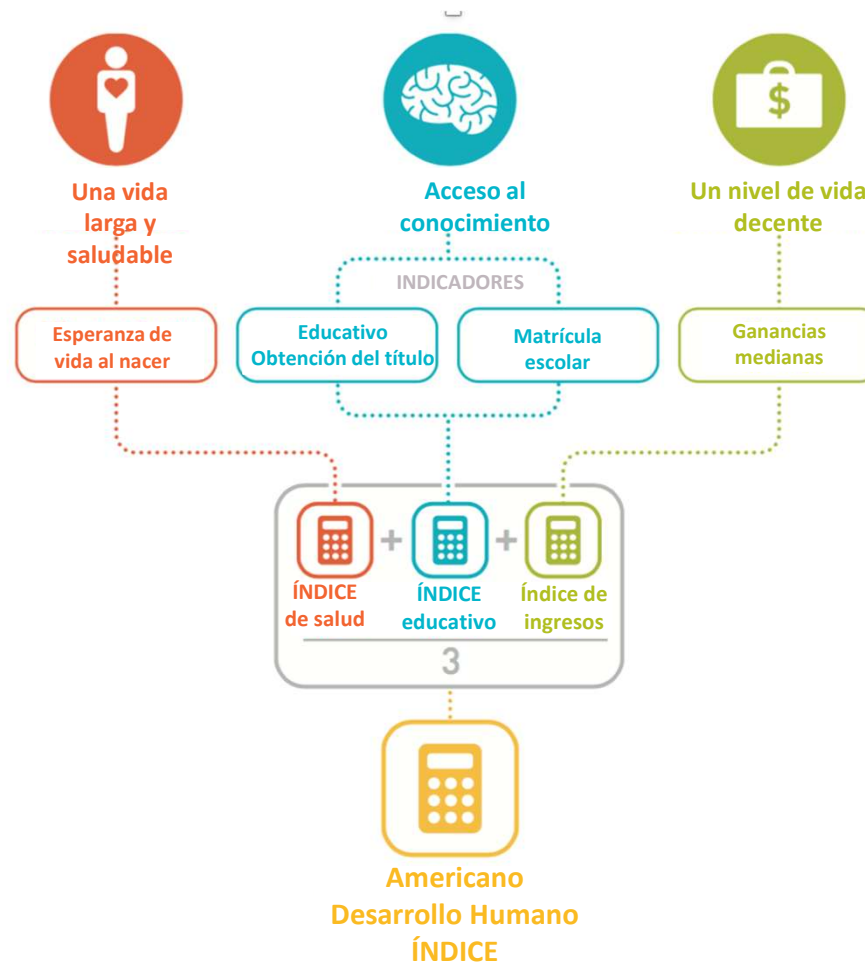 $
Una vida
larga y
saludable
Acceso al
conocimiento
Un nivel de vida
decente
INDICADORES
Esperanza de
vida al nacer
Educativo
Obtención del título
Matrícula
escolar
Ganancias
medianas
+
+
ÍNDICE
de salud
ÍNDICE
educativo
Índice de
ingresos
3
Americano
Desarrollo Humano
ÍNDICE